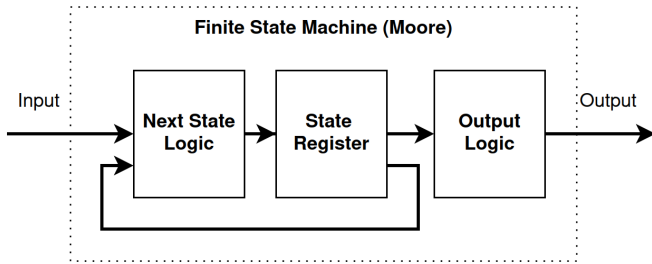 Finite State Machine (Moore)
Input
Next State
Logic
State
Register
Output
Logic
Output